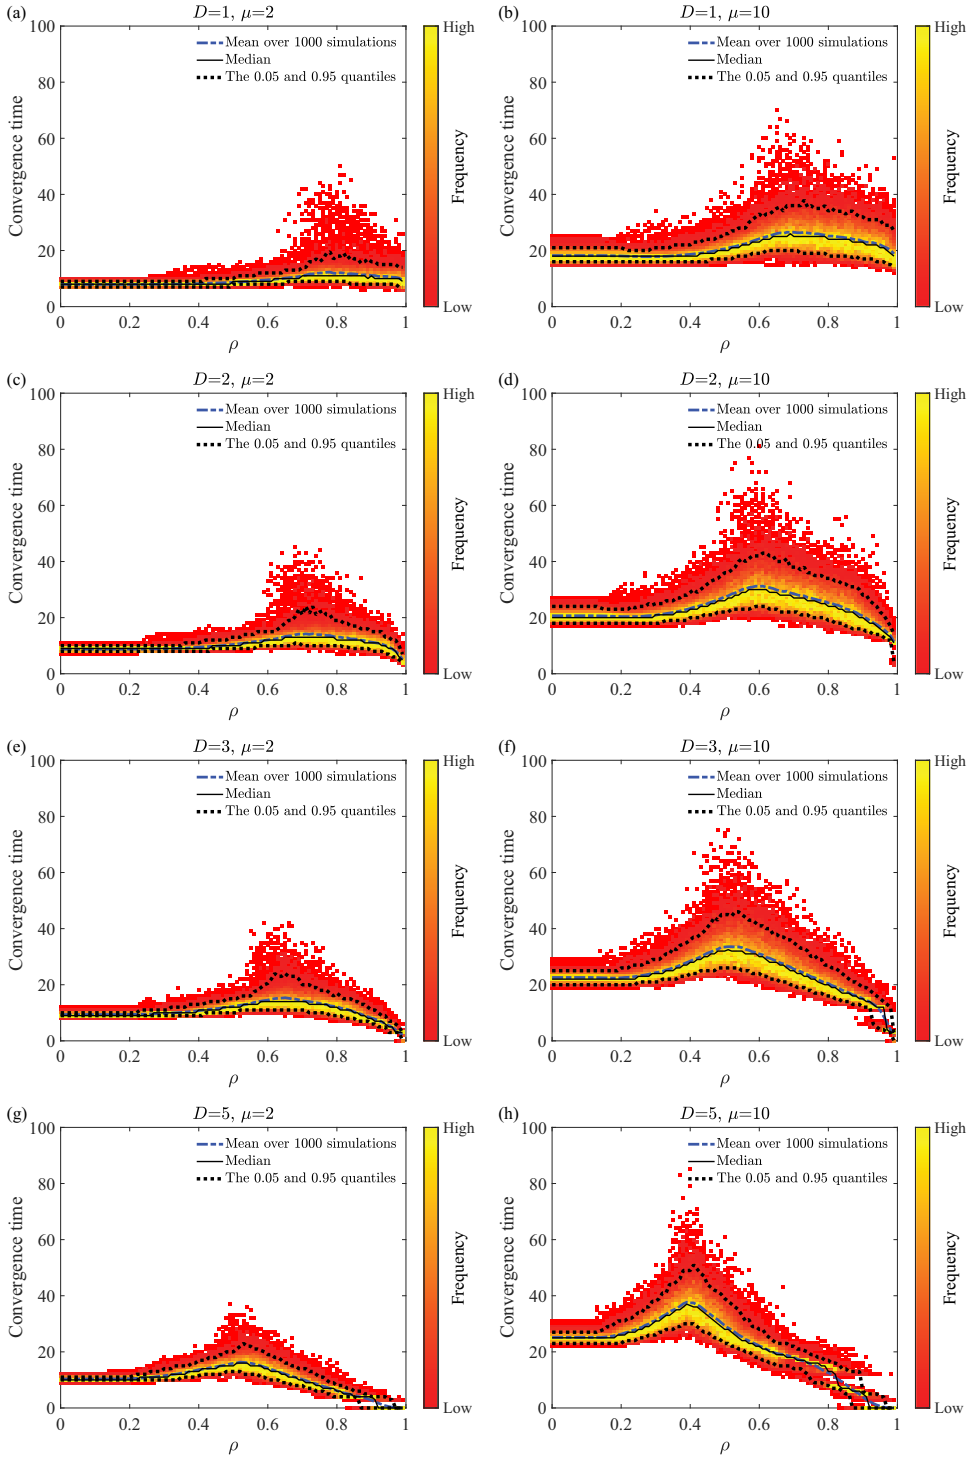 (a)
D=1, μ=2
Mean over 1000 simulations
Median
The 0.05 and 0.95 quantiles
Convergence time
100
80
60
40
20
0
0 0.2 0.4 0.6 0.8 1
ρ
High
Frequency
Low
(b)
D=1, μ=10
Mean over 1000 simulations
Median
The 0.05 and 0.95 quantiles
Convergence time
100
80
60
40
20
0
0 0.2 0.4 0.6 0.8 1
ρ
High
Frequency
Low
(c)
D=2, μ=2
Mean over 1000 simulations
Median
The 0.05 and 0.95 quantiles
Convergence time
100
80
60
40
20
0
0 0.2 0.4 0.6 0.8 1
ρ
High
Frequency
Low
(d)
D=2, μ=10
Mean over 1000 simulations
Median
The 0.05 and 0.95 quantiles
Convergence time
100
80
60
40
20
0
0 0.2 0.4 0.6 0.8 1
ρ
High
Frequency
Low
(e)
D=3, μ=2
Mean over 1000 simulations
Median
The 0.05 and 0.95 quantiles
Convergence time
100
80
60
40
20
0
0 0.2 0.4 0.6 0.8 1
ρ
High
Frequency
Low
(f)
D=3, μ=10
Mean over 1000 simulations
Median
The 0.05 and 0.95 quantiles
Convergence time
100
80
60
40
20
0
0 0.2 0.4 0.6 0.8 1
ρ
High
Frequency
Low
(g)
D=5, μ=2
Mean over 1000 simulations
Median
The 0.05 and 0.95 quantiles
Convergence time
100
80
60
40
20
0
0 0.2 0.4 0.6 0.8 1
ρ
High
Frequency
Low
(h)
D=5, μ=10
Mean over 1000 simulations
Median
The 0.05 and 0.95 quantiles
Convergence time
100
80
60
40
20
0
0 0.2 0.4 0.6 0.8 1
ρ
High
Frequency
Low